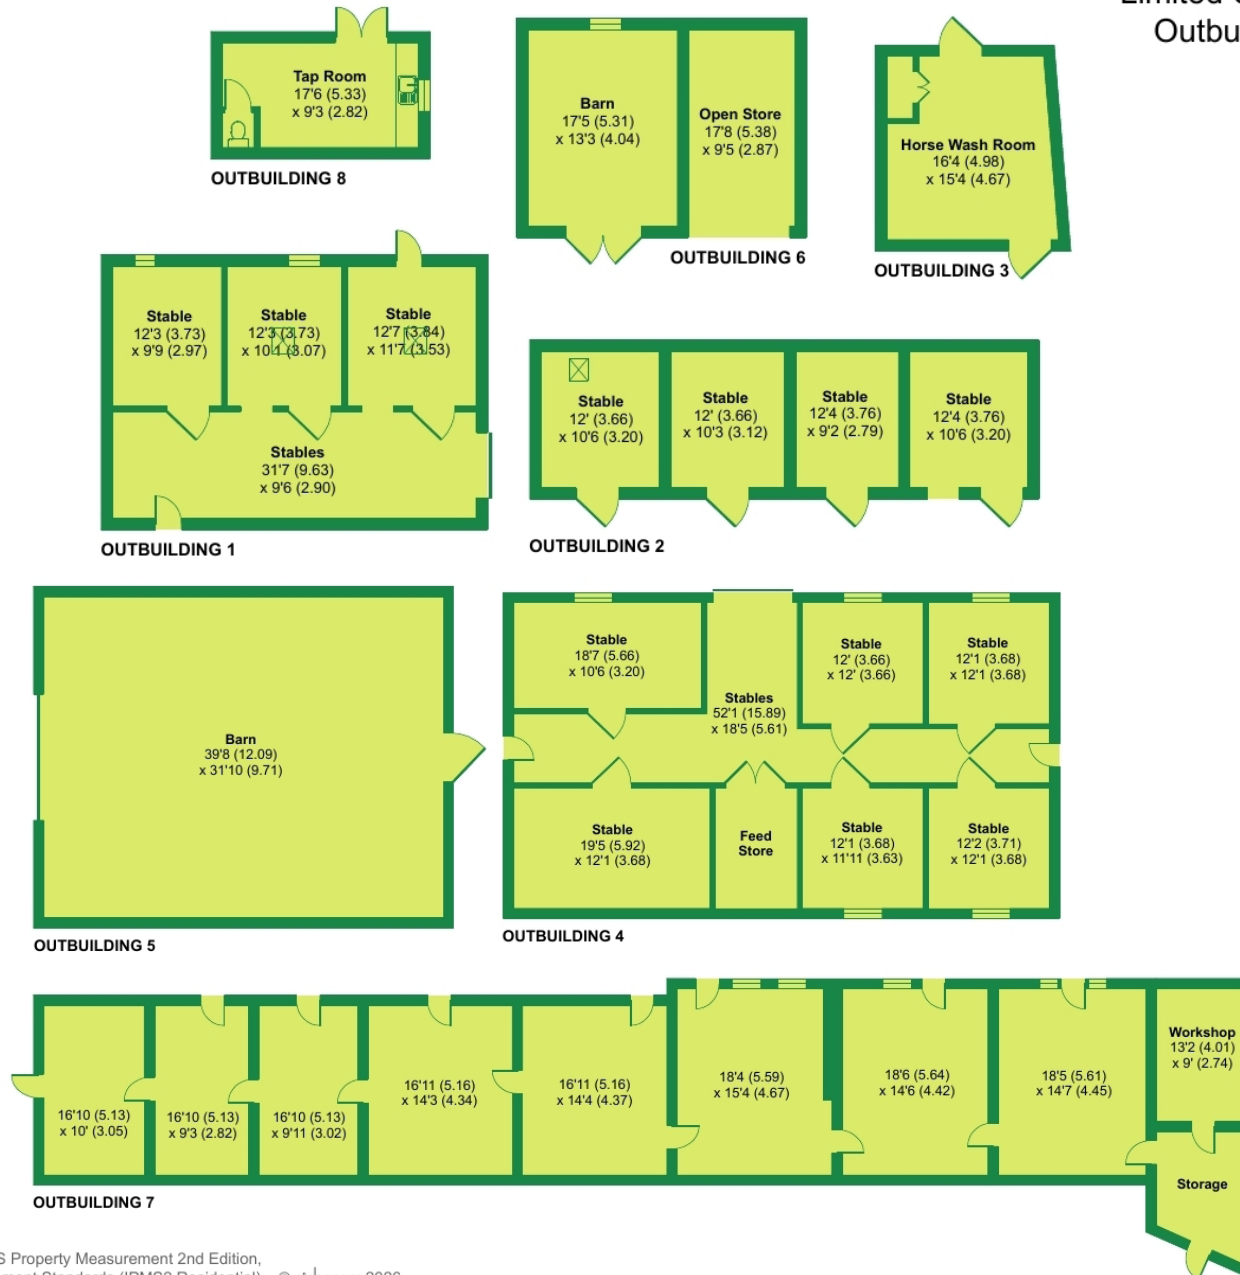 Outbu
Tap Room
17'6 (5.33)
x 9'3 (2.82)
OUTBUILDING 8
Barn
17'5 (5.31)
x 13'3 (4.04)
Open Store
17'8 (5.38)
x 9'5 (2.87)
OUTBUILDING 6
Horse Wash Room
16'4 (4.98)
x 15'4 (4.67)
OUTBUILDING 3
Stable
12'3 (3.73)
x 9'9 (2.97)
Stable
12'3 (3.73)
x 10'1 (3.07)
Stable
12'7 (3.84)
x 11'7 (3.53)
Stables
31'7 (9.63)
x 9'6 (2.90)
OUTBUILDING 1
Stable
12' (3.66)
x 10'6 (3.20)
Stable
12' (3.66)
x 10'3 (3.12)
Stable
12'4 (3.76)
x 9'2 (2.79)
Stable
12'4 (3.76)
x 10'6 (3.20)
OUTBUILDING 2
Barn
39'8 (12.09)
x 31'10 (9.71)
OUTBUILDING 5
Stable
18'7 (5.66)
x 10'6 (3.20)
Stables
52'1 (15.89)
x 18'5 (5.61)
Stable
12' (3.66)
x 12' (3.66)
Stable
12'1 (3.68)
x 12'1 (3.68)
Stable
19'5 (5.92)
x 12'1 (3.68)
Feed
Store
Stable
12'1 (3.68)
x 11'11 (3.63)
Stable
12'2 (3.71)
x 12'1 (3.68)
OUTBUILDING 4
16'10 (5.13)
x 10' (3.05)
16'10 (5.13)
x 9'3 (2.82)
16'10 (5.13)
x 9'11 (3.02)
16'11 (5.16)
x 14'3 (4.34)
16'11 (5.16)
x 14'4 (4.37)
18'4 (5.59)
x 15'4 (4.67)
18'6 (5.64)
x 14'6 (4.42)
18'5 (5.61)
x 14'7 (4.45)
Workshop
13'2 (4.01)
x 9' (2.74)
Storage
OUTBUILDING 7
S Property Measurement 2nd Edition,